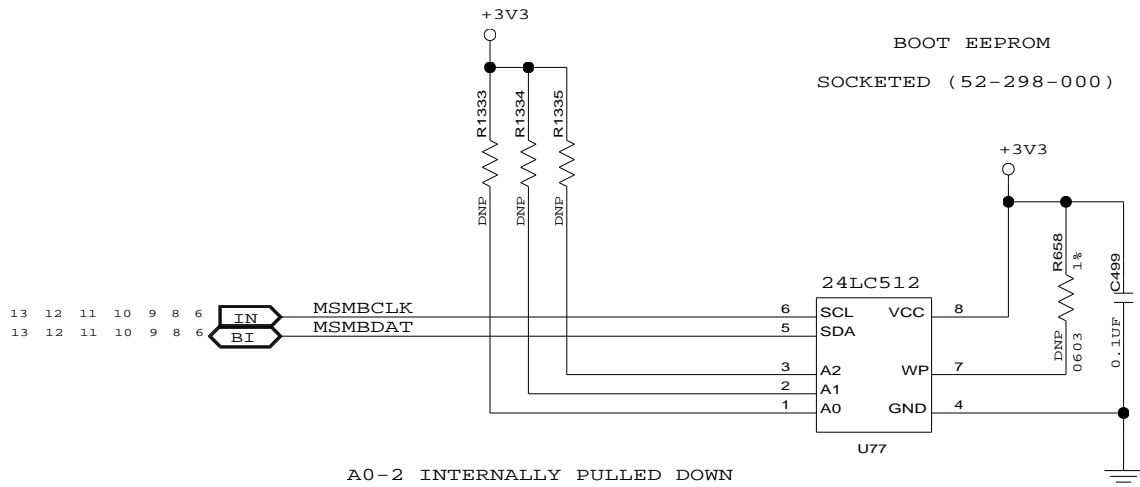 +3V3
BOOT EEPROM
SOCKETED (52-298-000)
R1333
R1334
R1335
DNP
DNP
DNP
+3V3
R658
1%
DNP
0603
C499
0.1UF
24LC512
13 12 11 10 9 8 6 IN MSMBCLK 6 SCL VCC 8
13 12 11 10 9 8 6 BI MSMBDAT 5 SDA
3 A2 WP 7
2 A1
1 A0 GND 4
U77
A0-2 INTERNALLY PULLED DOWN